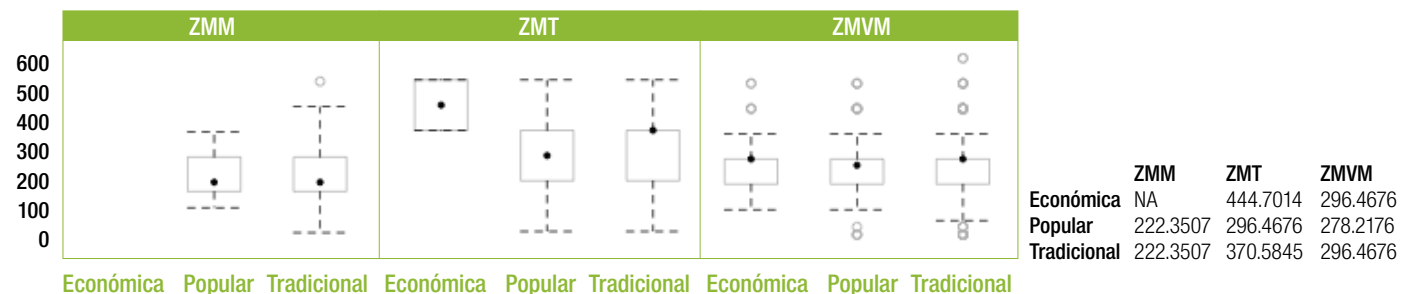 ZMM ZMT ZMVM
600
500
400
300
200
100
0
Económica Popular Tradicional Económica Popular Tradicional Económica Popular Tradicional
ZMM ZMT ZMVM
Económica NA 444.7014 296.4676
Popular 222.3507 296.4676 278.2176
Tradicional 222.3507 370.5845 296.4676